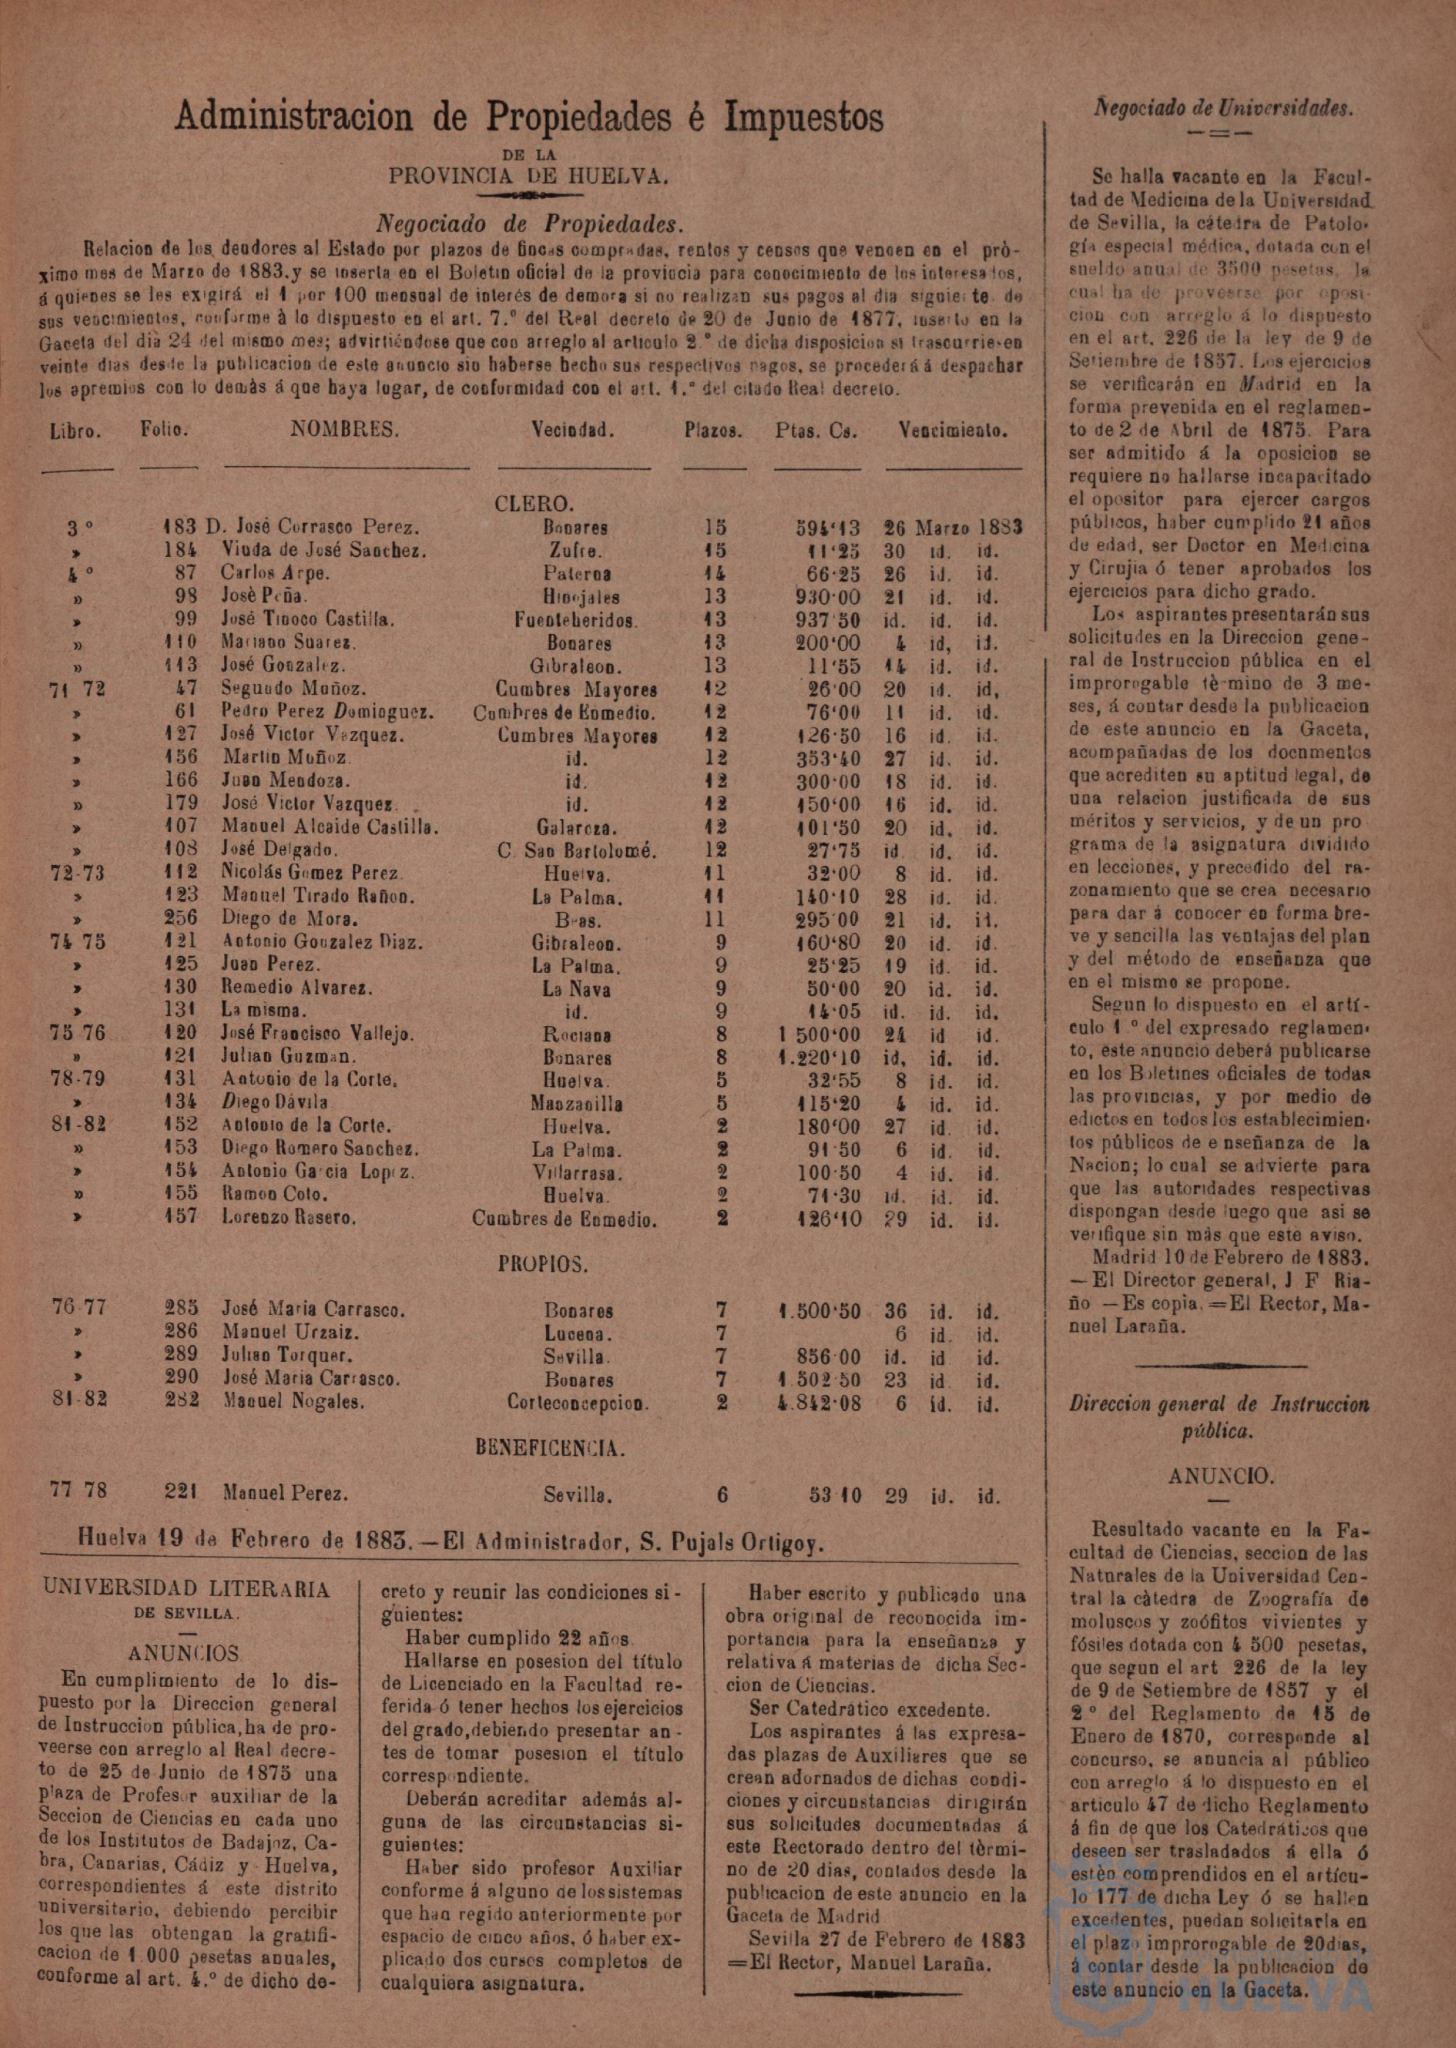 Administracion de Propiedades é Impuestos
DE LA
PROVINCIA DE HUELVA.
Negociado de Propiedades.
Relacion de los deudores al Estado por plazos de fincas compradas, rentos y censos que vencen en el prò-
ximo mes de Marzo de 1883, y se inserta en el Boletin oficial de la provincia para conocimiento de los interesados,
á quienes se les exigirá el 1 por 100 mensual de interés de demora si no realizan sus pagos al dia siguiente de
sus vencimientos, conforme à lo dispuesto en el art. 7.º del Real decreto de 20 de Junio de 1877, inserto en la
Gaceta del dià 24 del mismo mes; advirtiéndose que con arreglo al articulo 2.º de dicha disposicion si trascurriesen
veinte dias desde la publicacion de este anuncio sin haberse hecho sus respectivos pagos, se procederá á despachar
los apremios con lo demàs á que haya lugar, de conformidad con el art. 1.º del citado Real decreto.
Libro. Folio. NOMBRES. Vecindad. Plazos. Ptas. Cs. Vencimiento.
CLERO.
3.º 183 D. José Corrasco Perez. Bonares 15 594'13 26 Marzo 1883
» 184 Viuda de José Sanchez. Zufre. 15 11'25 30 id. id.
4.º 87 Carlos Arpe. Paterna 14 66·25 26 id. id.
» 98 Josè Peña. Hinojales 13 930·00 21 id. id.
» 99 José Tinoco Castilla. Fuenteheridos. 13 937 50 id. id. id.
» 110 Mariano Suarez. Bonares 13 200'00 4 id, id.
» 113 José Gonzalez. Gibraleon. 13 11'55 14 id. id.
71 72 47 Segundo Muñoz. Cumbres Mayores 12 26'00 20 id. id,
» 61 Pedro Perez Dominguez. Cumbres de Enmedio. 12 76'00 11 id. id.
» 127 José Victor Vazquez. Cumbres Mayores 12 126·50 16 id. id.
» 156 Martin Muñoz. id. 12 353'40 27 id. id.
» 166 Juan Mendoza. id. 12 300·00 18 id. id.
» 179 José Victor Vazquez. id. 12 150'00 16 id. id.
» 107 Manuel Alcaide Castilla. Galaroza. 12 101'50 20 id. id.
» 108 José Delgado. C. San Bartolomé. 12 27'75 id. id. id.
72-73 112 Nicolás Gomez Perez. Huelva. 11 32'00 8 id. id.
» 123 Manuel Tirado Rañon. La Palma. 11 140'10 28 id. id.
» 256 Diego de Mora. Bras. 11 295'00 21 id. id.
74 75 121 Antonio Gonzalez Diaz. Gibraleon. 9 160'80 20 id. id.
» 125 Juan Perez. La Palma. 9 25'25 19 id. id.
» 130 Remedio Alvarez. La Nava 9 50'00 20 id. id.
» 131 La misma. id. 9 14'05 id. id. id.
75 76 120 José Francisco Vallejo. Rociana 8 1 500'00 24 id id.
» 121 Julian Guzman. Bonares 8 1.220'10 id, id. id.
78-79 131 Antonio de la Corte. Huelva. 5 32'55 8 id. id.
» 134 Diego Dávila Manzanilla 5 115'20 4 id. id.
81-82 152 Antonio de la Corte. Huelva. 2 180'00 27 id. id.
» 153 Diego Romero Sanchez. La Palma. 2 91·50 6 id. id.
» 154 Antonio Garcia Lopez. Villarrasa. 2 100·50 4 id. id.
» 155 Ramon Coto. Huelva. 2 71·30 id. id. id.
» 157 Lorenzo Rasero. Cumbres de Enmedio. 2 126'10 29 id. id.
PROPIOS.
76-77 285 José Maria Carrasco. Bonares 7 1.500'50 36 id. id.
» 286 Manuel Urzaiz. Lucena. 7 6 id. id.
» 289 Julian Torquer. Sevilla. 7 856·00 id. id id.
» 290 José Maria Carrasco. Bonares 7 1.502·50 23 id. id.
81-82 282 Manuel Nogales. Corteconcepcion. 2 4.842·08 6 id. id.
BENEFICENCIA.
77 78 221 Manuel Perez. Sevilla. 6 53 10 29 id. id.
Huelva 19 de Febrero de 1883.—El Administrador, S. Pujals Ortigoy.
UNIVERSIDAD LITERARIA
DE SEVILLA.
ANUNCIOS
En cumplimiento de lo dis-
puesto por la Direccion general
de Instruccion pública, ha de pro-
veerse con arreglo al Real decre-
to de 25 de Junio de 1875 una
plaza de Profesor auxiliar de la
Seccion de Ciencias en cada uno
de los Institutos de Badajoz, Ca-
bra, Canarias, Cádiz y Huelva,
correspondientes á este distrito
universitario, debiendo percibir
los que las obtengan la gratifi-
cacion de 1.000 pesetas anuales,
conforme al art. 4.º de dicho de-
creto y reunir las condiciones si-
guientes:
Haber cumplido 22 años.
Hallarse en posesion del título
de Licenciado en la Facultad re-
ferida ó tener hechos los ejercicios
del grado, debiendo presentar an-
tes de tomar posesion el título
correspondiente.
Deberán acreditar además al-
guna de las circunstancias si-
guientes:
Haber sido profesor Auxiliar
conforme á alguno de los sistemas
que han regido anteriormente por
espacio de cinco años, ó haber ex-
plicado dos cursos completos de
cualquiera asignatura.
Haber escrito y publicado una
obra original de reconocida im-
portancia para la enseñanza y
relativa á materias de dicha Sec-
cion de Ciencias.
Ser Catedrático excedente.
Los aspirantes á las expresa-
das plazas de Auxiliares que se
crean adornados de dichas condi-
ciones y circunstancias dirigirán
sus solicitudes documentadas á
este Rectorado dentro del tèrmi-
no de 20 dias, contados desde la
publicacion de este anuncio en la
Gaceta de Madrid
Sevilla 27 de Febrero de 1883
=El Rector, Manuel Laraña.
Negociado de Universidades.
Se halla vacante en la Facul-
tad de Medicina de la Universidad
de Sevilla, la cátedra de Patolo-
gía especial médica, dotada con el
sueldo anual de 3500 pesetas, la
cual ha de proveerse por oposi-
cion con arreglo á lo dispuesto
en el art. 226 de la ley de 9 de
Setiembre de 1857. Los ejercicios
se verificarán en Madrid en la
forma prevenida en el reglamen-
to de 2 de Abril de 1875. Para
ser admitido á la oposicion se
requiere no hallarse incapacitado
el opositor para ejercer cargos
públicos, haber cumplido 21 años
de edad, ser Doctor en Medicina
y Cirujia ó tener aprobados los
ejercicios para dicho grado.
Los aspirantes presentarán sus
solicitudes en la Direccion gene-
ral de Instruccion pública en el
improrogable tèrmino de 3 me-
ses, á contar desde la publicacion
de este anuncio en la Gaceta,
acompañadas de los documentos
que acrediten su aptitud legal, de
una relacion justificada de sus
méritos y servicios, y de un pro
grama de la asignatura dividido
en lecciones, y precedido del ra-
zonamiento que se crea necesario
para dar á conocer en forma bre-
ve y sencilla las ventajas del plan
y del método de enseñanza que
en el mismo se propone.
Segun lo dispuesto en el artí-
culo 1 º del expresado reglamen-
to, este anuncio deberá publicarse
en los Boletines oficiales de todas
las provincias, y por medio de
edictos en todos los establecimien-
tos públicos de enseñanza de la
Nacion; lo cual se advierte para
que las autoridades respectivas
dispongan desde luego que asi se
verifique sin más que este aviso.
Madrid 10 de Febrero de 1883.
—El Director general, J F Ria-
ño —Es copia.=El Rector, Ma-
nuel Laraña.
Direccion general de Instruccion
pública.
ANUNCIO.
Resultado vacante en la Fa-
cultad de Ciencias, seccion de las
Naturales de la Universidad Cen-
tral la càtedra de Zoografía de
moluscos y zoófitos vivientes y
fósiles dotada con 4 500 pesetas,
que segun el art 226 de la ley
de 9 de Setiembre de 1857 y el
2º del Reglamento de 15 de
Enero de 1870, corresponde al
concurso, se anuncia al público
con arreglo á lo dispuesto en el
articulo 47 de dicho Reglamento
á fin de que los Catedráticos que
deseen ser trasladados á ella ó
estèn comprendidos en el artícu-
lo 177 de dicha Ley ó se hallen
excedentes, puedan solicitarla en
el plazo improrogable de 20 dias,
á contar desde la publicacion de
este anuncio en la Gaceta.
HUELVA